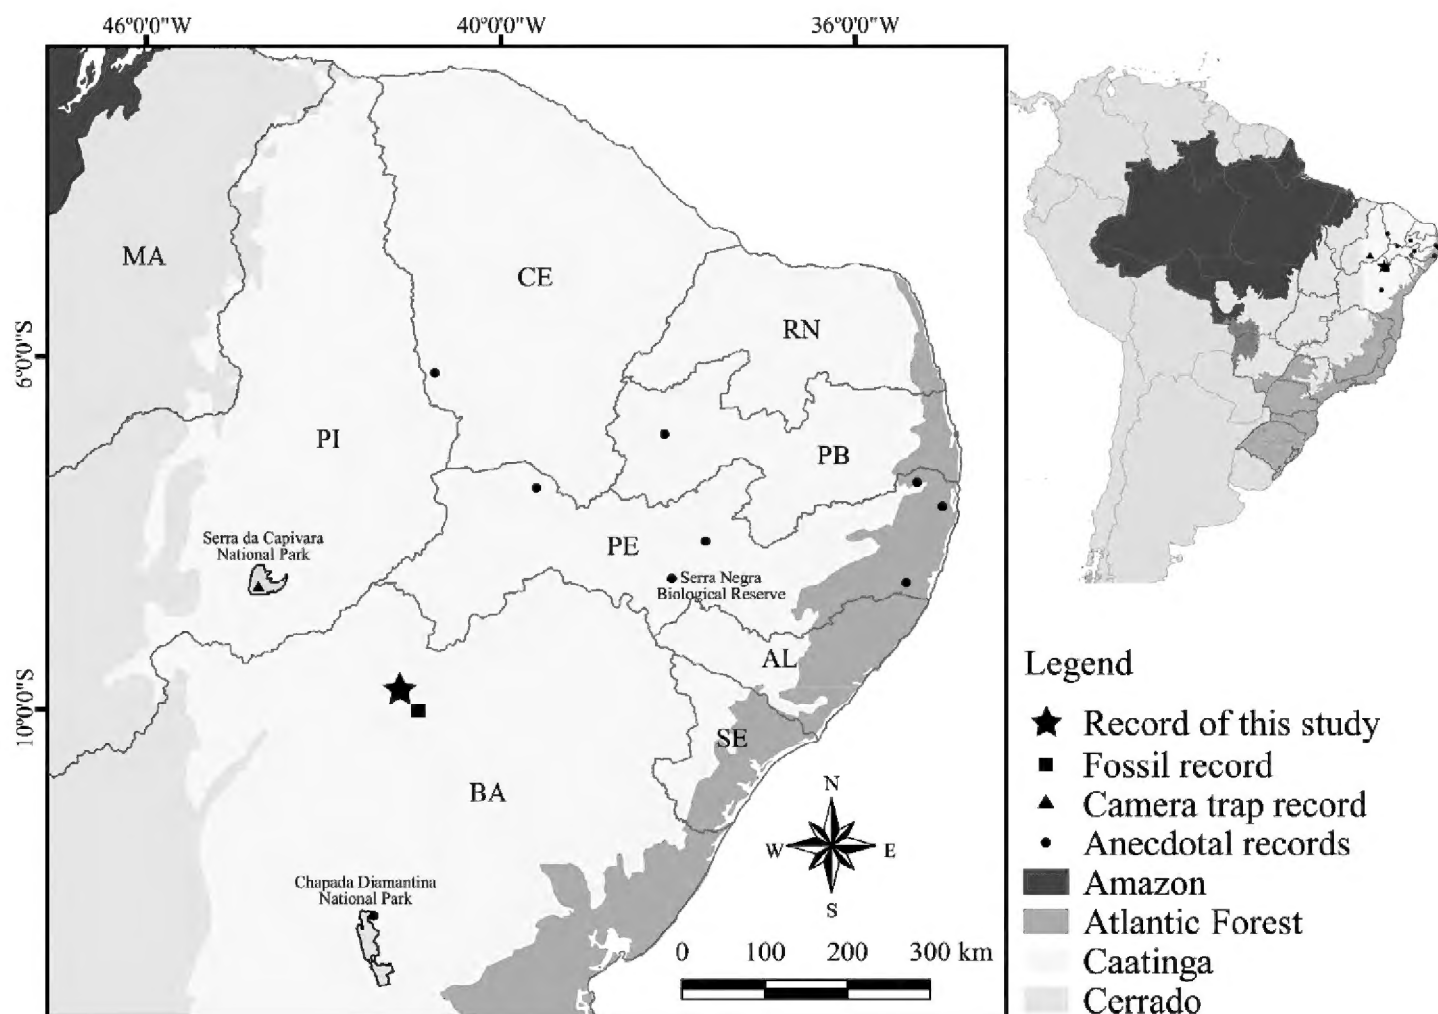 46°0'0"W
40°0'0"W
36°0'0"W
6°0'0"S
10°0'0"S
MA
CE
RN
PI
PB
Serra da Capivara
National Park
PE
Serra Negra
Biological Reserve
AL
SE
BA
Chapada Diamantina
National Park
N
W
E
S
0 100 200 300 km
Legend
Record of this study
Fossil record
Camera trap record
Anecdotal records
Amazon
Atlantic Forest
Caatinga
Cerrado